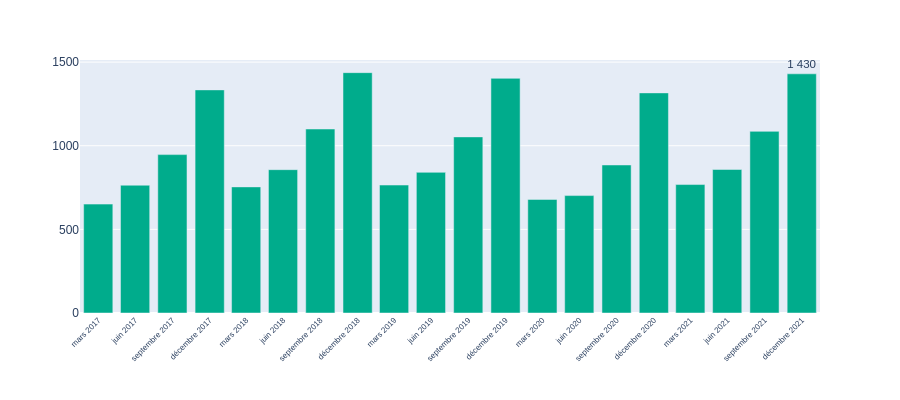 1500
1 430
1000
500
0
mars 2017
juin 2017
septembre 2017
décembre 2017
mars 2018
juin 2018
septembre 2018
décembre 2018
mars 2019
juin 2019
septembre 2019
décembre 2019
mars 2020
juin 2020
septembre 2020
décembre 2020
mars 2021
juin 2021
septembre 2021
décembre 2021